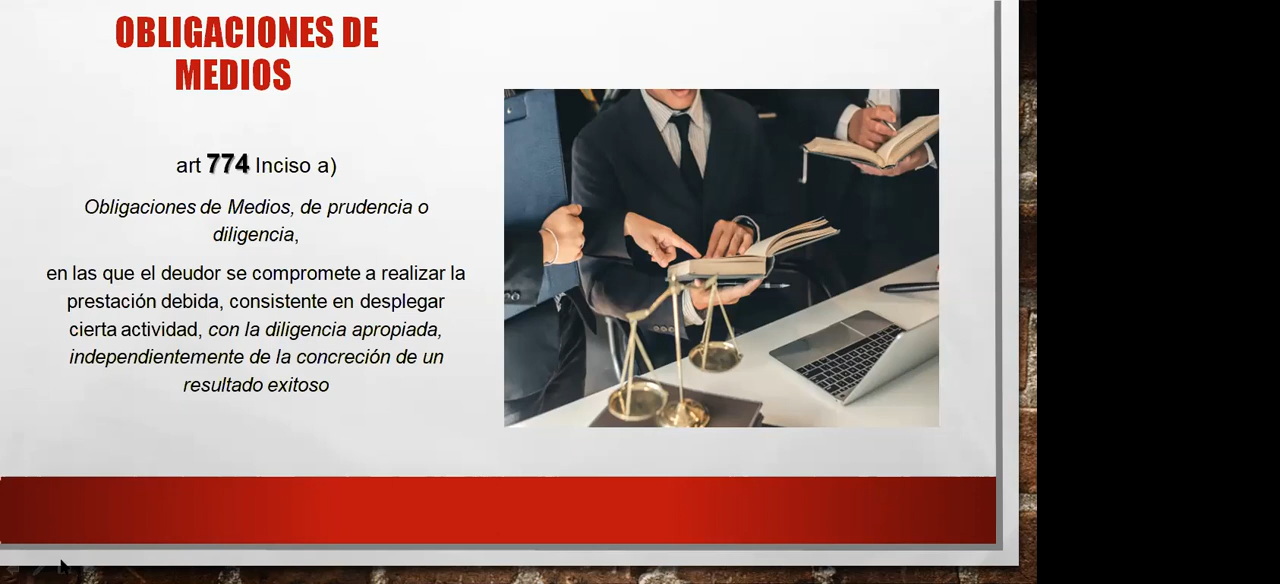 OBLIGACIONES DE
MEDIOS
art 774 Inciso a)
Obligaciones de Medios, de prudencia o
diligencia,
en las que el deudor se compromete a realizar la
prestación debida, consistente en desplegar
cierta actividad, con la diligencia apropiada,
independientemente de la concreción de un
resultado exitoso